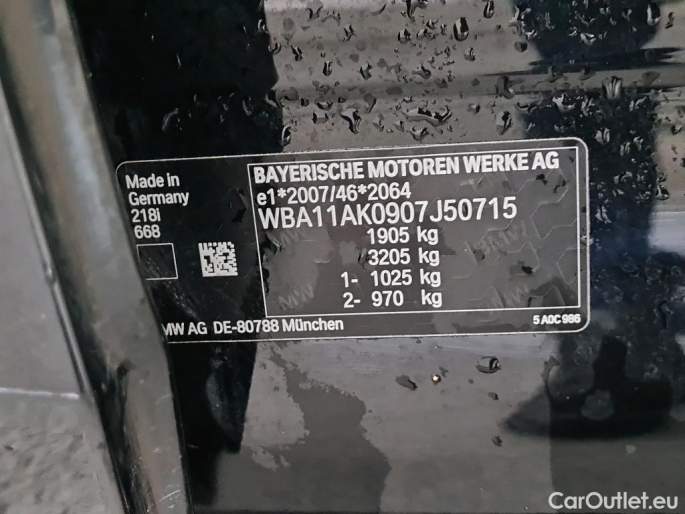 Made in
Germany
218i
668
BAYERISCHE MOTOREN WERKE AG
e1*2007/46*2064
WBA11AK0907J50715
1905 kg
3205 kg
1- 1025 kg
2- 970 kg
MW AG DE-80788 München
5 A0C 986
CarOutlet.eu